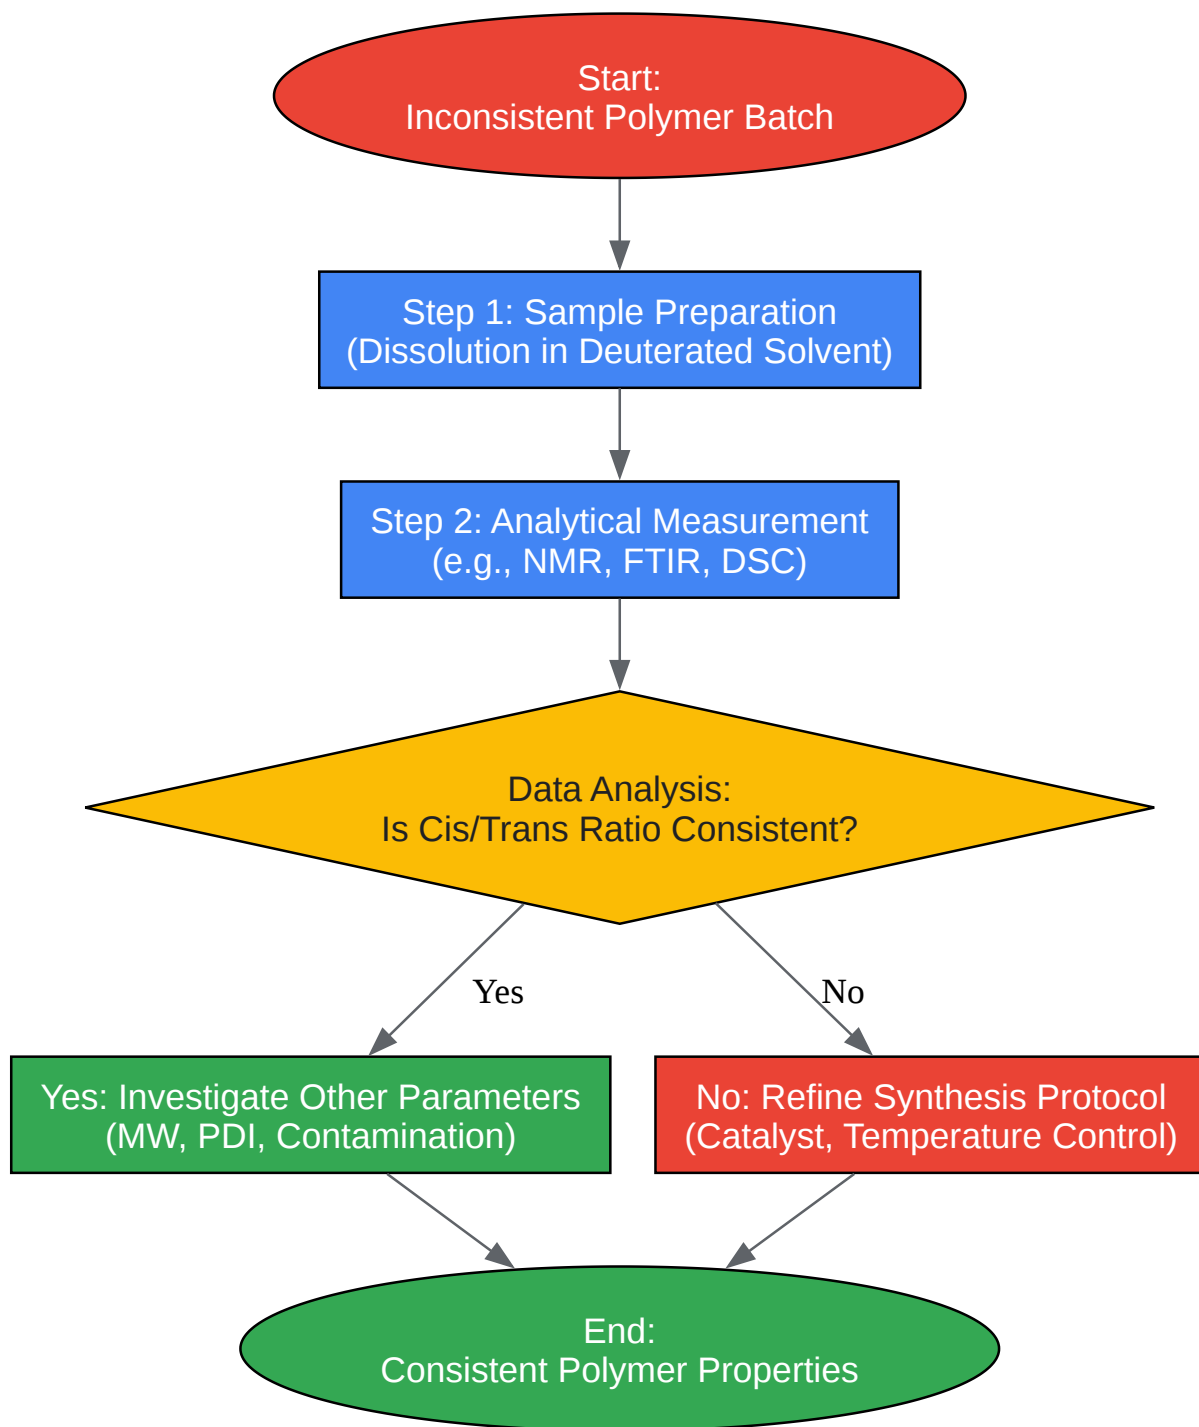 Start:
Inconsistent Polymer Batch
Step 1: Sample Preparation
(Dissolution in Deuterated Solvent)
Step 2: Analytical Measurement
(e.g., NMR, FTIR, DSC)
Data Analysis:
Is Cis/Trans Ratio Consistent?
Yes
No
Yes: Investigate Other Parameters
(MW, PDI, Contamination)
No: Refine Synthesis Protocol
(Catalyst, Temperature Control)
End:
Consistent Polymer Properties